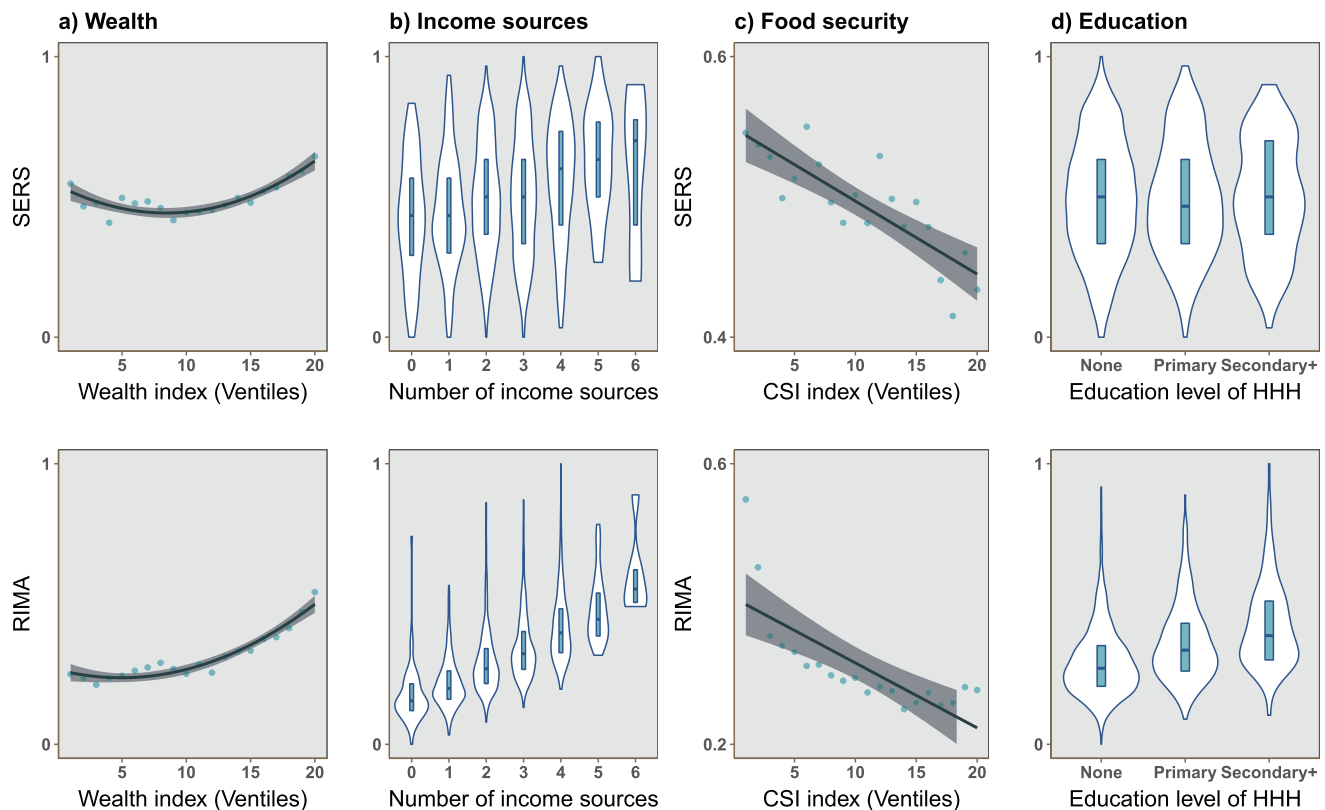 a) Wealth
b) Income sources
c) Food security
d) Education
SERS
1
0
5 10 15 20
Wealth index (Ventiles)
1
0
0 1 2 3 4 5 6
Number of income sources
SERS
0.6
0.4
5 10 15 20
CSI index (Ventiles)
1
0
None Primary Secondary+
Education level of HHH
RIMA
1
0
5 10 15 20
Wealth index (Ventiles)
1
0
0 1 2 3 4 5 6
Number of income sources
RIMA
0.6
0.2
5 10 15 20
CSI index (Ventiles)
1
0
None Primary Secondary+
Education level of HHH